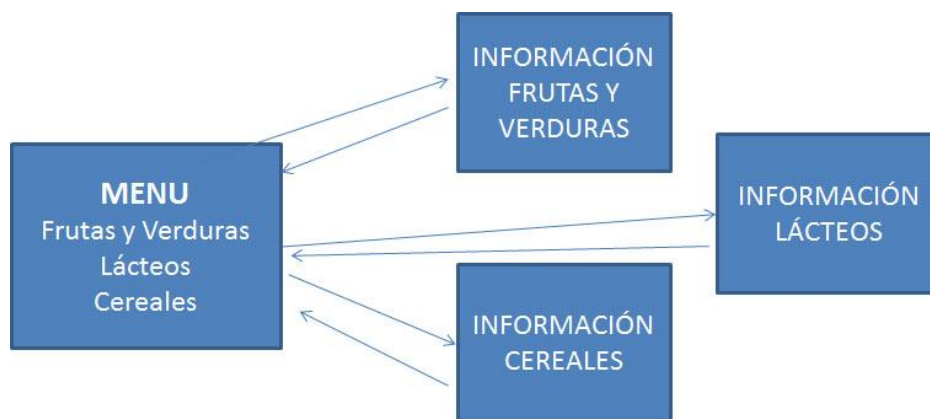 MENU
Frutas y Verduras
Lácteos
Cereales
INFORMACIÓN
FRUTAS Y
VERDURAS
INFORMACIÓN
LÁCTEOS
INFORMACIÓN
CEREALES